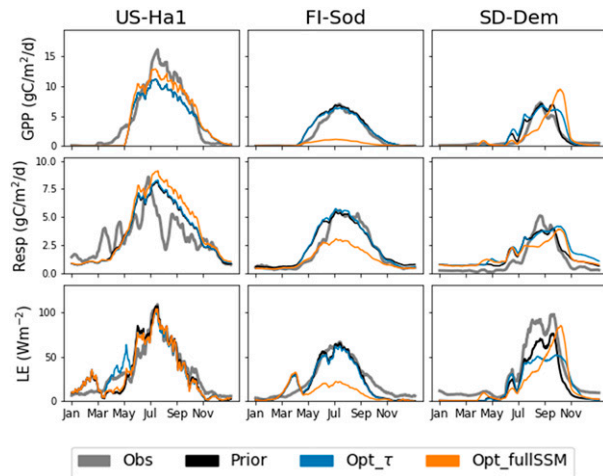 US-Ha1 FI-Sod SD-Dem
GPP (gC/m²/d)
15
10
5
0
Resp (gC/m²/d)
10.0
7.5
5.0
2.5
0.0
LE (Wm⁻²)
100
50
0
Jan Mar May Jul Sep Nov Jan Mar May Jul Sep Nov Jan Mar May Jul Sep Nov
Obs Prior Opt_τ Opt_fullSSM